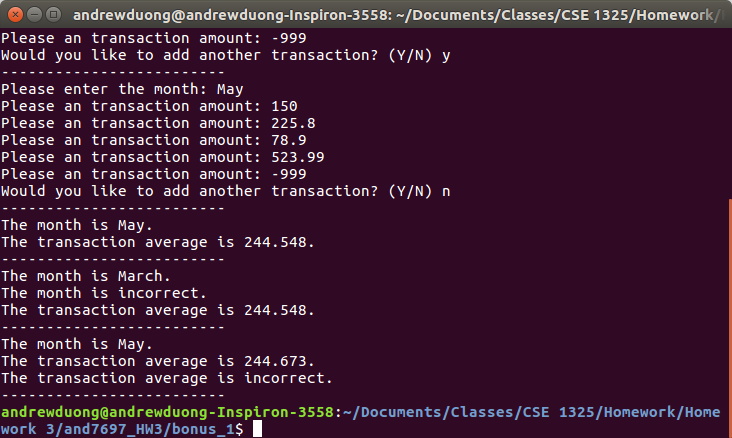 andrewduong@andrewduong-Inspiron-3558: ~/Documents/Classes/CSE 1325/Homework/
Please an transaction amount: -999
Would you like to add another transaction? (Y/N) y
-------------------------
Please enter the month: May
Please an transaction amount: 150
Please an transaction amount: 225.8
Please an transaction amount: 78.9
Please an transaction amount: 523.99
Please an transaction amount: -999
Would you like to add another transaction? (Y/N) n
-------------------------
The month is May.
The transaction average is 244.548.
-------------------------
The month is March.
The month is incorrect.
The transaction average is 244.548.
-------------------------
The month is May.
The transaction average is 244.673.
The transaction average is incorrect.
-------------------------
andrewduong@andrewduong-Inspiron-3558:~/Documents/Classes/CSE 1325/Homework/Home
work 3/and7697_HW3/bonus_1$